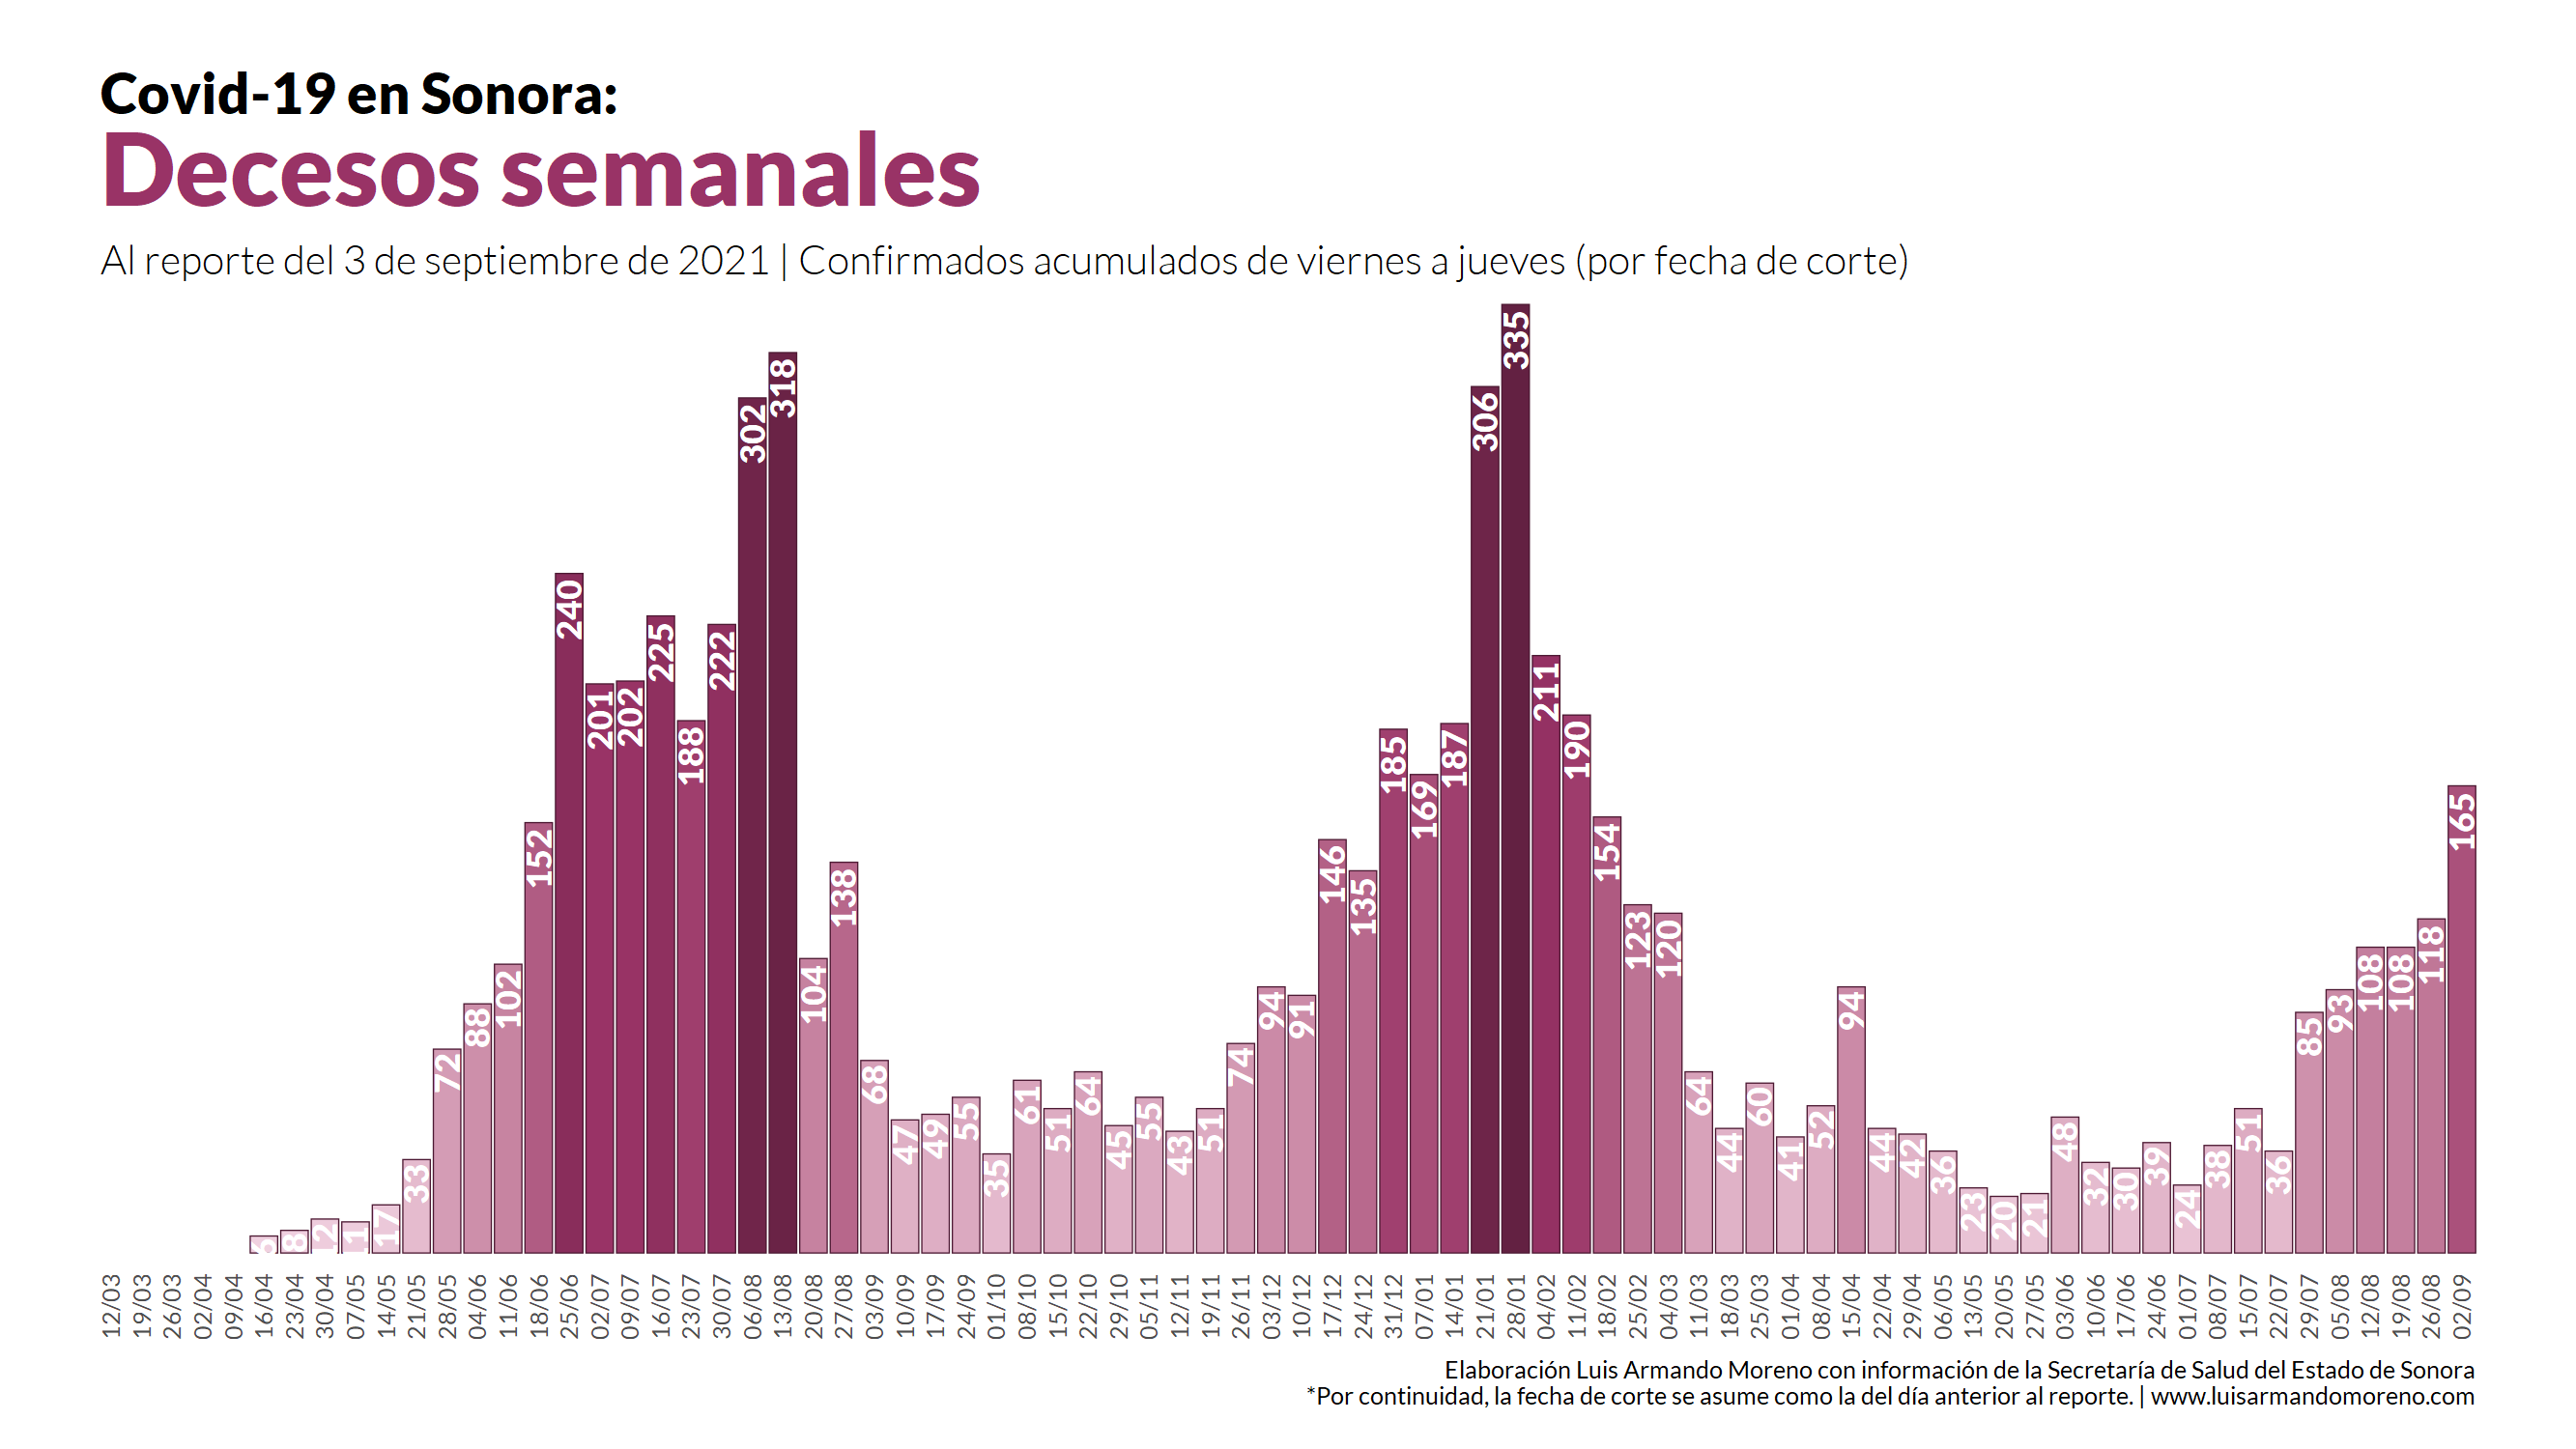 Covid-19 en Sonora:
Decesos semanales
Al reporte del 3 de septiembre de 2021 | Confirmados acumulados de viernes a jueves (por fecha de corte)
6 8 12 11 17 33 72 88 102 152 240 201 202 225 188 222 302 318 104 138 68 47 49 55 35 61 51 64 45 55 43 51 74 94 91 146 135 185 169 187 306 335 211 190 154 123 120 64 44 60 41 52 94 44 42 36 23 20 21 48 32 30 39 24 38 51 36 85 93 108 108 118 165
12/03 19/03 26/03 02/04 09/04 16/04 23/04 30/04 07/05 14/05 21/05 28/05 04/06 11/06 18/06 25/06 02/07 09/07 16/07 23/07 30/07 06/08 13/08 20/08 27/08 03/09 10/09 17/09 24/09 01/10 08/10 15/10 22/10 29/10 05/11 12/11 19/11 26/11 03/12 10/12 17/12 24/12 31/12 07/01 14/01 21/01 28/01 04/02 11/02 18/02 25/02 04/03 11/03 18/03 25/03 01/04 08/04 15/04 22/04 29/04 06/05 13/05 20/05 27/05 03/06 10/06 17/06 24/06 01/07 08/07 15/07 22/07 29/07 05/08 12/08 19/08 26/08 02/09
Elaboración Luis Armando Moreno con información de la Secretaría de Salud del Estado de Sonora
*Por continuidad, la fecha de corte se asume como la del día anterior al reporte. | www.luisarmandomoreno.com